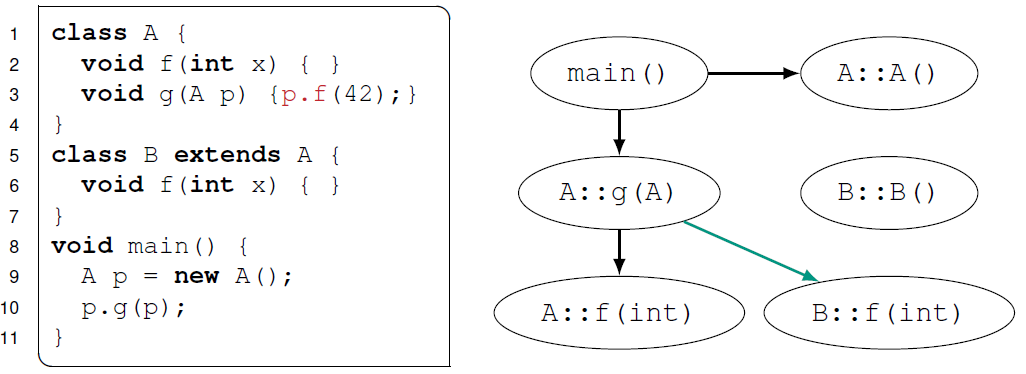 1 class A {
2 void f(int x) { }
3 void g(A p) {p.f(42);}
4 }
5 class B extends A {
6 void f(int x) { }
7 }
8 void main() {
9 A p = new A();
10 p.g(p);
11 }
main() A::A()
A::g(A) B::B()
A::f(int) B::f(int)